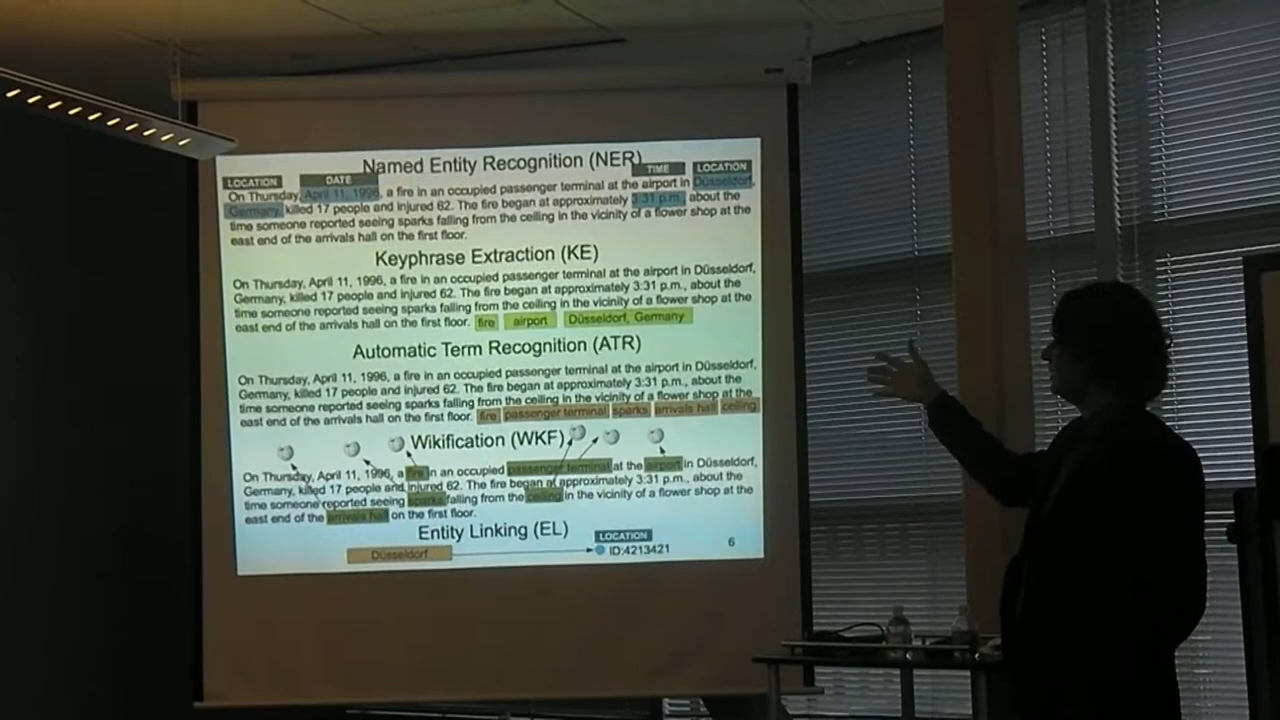 Named Entity Recognition (NER)
LOCATION DATE TIME LOCATION
On Thursday, April 11, 1996, a fire in an occupied passenger terminal at the airport in Düsseldorf,
Germany, killed 17 people and injured 62. The fire began at approximately 3:31 p.m., about the
time someone reported seeing sparks falling from the ceiling in the vicinity of a flower shop at the
east end of the arrivals hall on the first floor.
Keyphrase Extraction (KE)
On Thursday, April 11, 1996, a fire in an occupied passenger terminal at the airport in Düsseldorf,
Germany, killed 17 people and injured 62. The fire began at approximately 3:31 p.m., about the
time someone reported seeing sparks falling from the ceiling in the vicinity of a flower shop at the
east end of the arrivals hall on the first floor. fire airport Düsseldorf, Germany
Automatic Term Recognition (ATR)
On Thursday, April 11, 1996, a fire in an occupied passenger terminal at the airport in Düsseldorf,
Germany, killed 17 people and injured 62. The fire began at approximately 3:31 p.m., about the
time someone reported seeing sparks falling from the ceiling in the vicinity of a flower shop at the
east end of the arrivals hall on the first floor. fire passenger terminal sparks arrivals hall ceiling
Wikification (WKF)
On Thursday, April 11, 1996, a fire in an occupied passenger terminal at the airport in Düsseldorf,
Germany, killed 17 people and injured 62. The fire began at approximately 3:31 p.m., about the
time someone reported seeing sparks falling from the ceiling in the vicinity of a flower shop at the
east end of the arrivals hall on the first floor.
Entity Linking (EL)
LOCATION
Düsseldorf ID:4213421
6